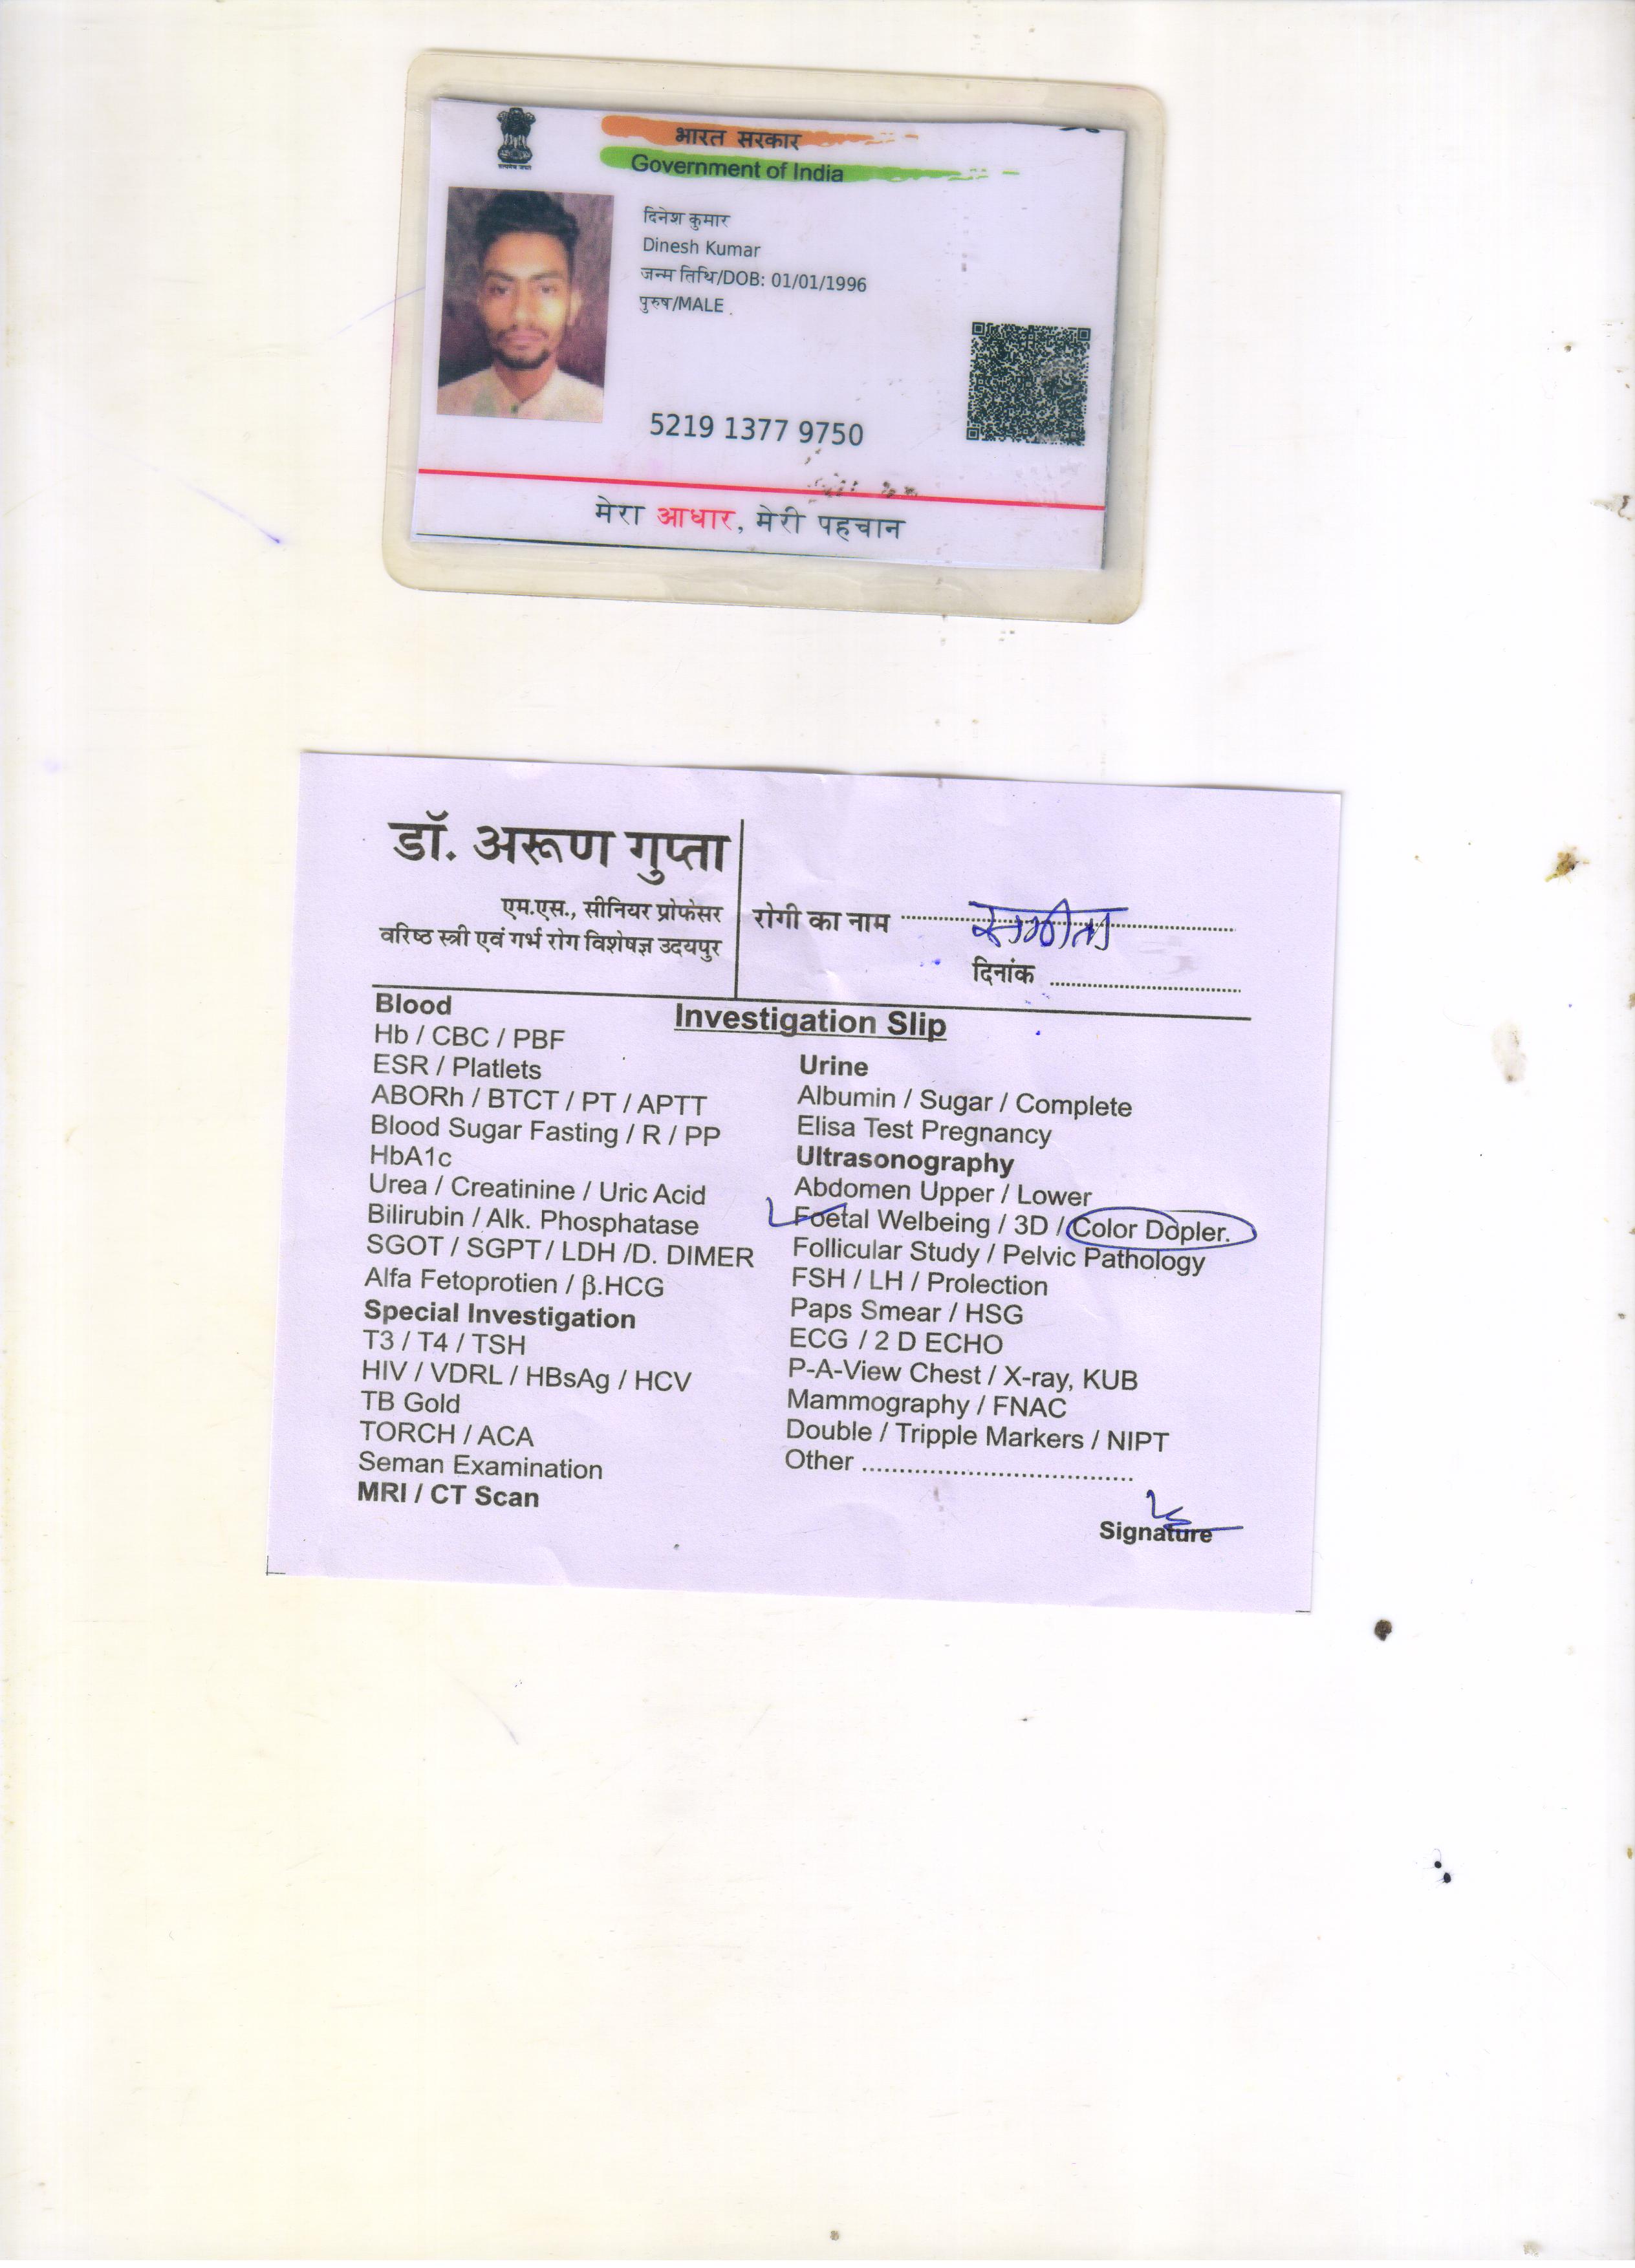 भारत सरकार
Government of India
दिनेश कुमार
Dinesh Kumar
जन्म तिथि/DOB: 01/01/1996
पुरुष/MALE
5219 1377 9750
मेरा आधार, मेरी पहचान
डॉ. अरूण गुप्ता
एम.एस., सीनियर प्रोफेसर
वरिष्ठ स्त्री एवं गर्भ रोग विशेषज्ञ उदयपुर
रोगी का नाम
दिनांक
Investigation Slip
Blood
Hb / CBC / PBF
ESR / Platlets
ABORh / BTCT / PT / APTT
Blood Sugar Fasting / R / PP
HbA1c
Urea / Creatinine / Uric Acid
Bilirubin / Alk. Phosphatase
SGOT / SGPT / LDH /D. DIMER
Alfa Fetoprotien / β.HCG
Special Investigation
T3 / T4 / TSH
HIV / VDRL / HBsAg / HCV
TB Gold
TORCH / ACA
Seman Examination
MRI / CT Scan
Urine
Albumin / Sugar / Complete
Elisa Test Pregnancy
Ultrasonography
Abdomen Upper / Lower
Foetal Welbeing / 3D / Color Dopler.
Follicular Study / Pelvic Pathology
FSH / LH / Prolection
Paps Smear / HSG
ECG / 2 D ECHO
P-A-View Chest / X-ray, KUB
Mammography / FNAC
Double / Tripple Markers / NIPT
Other
Signature